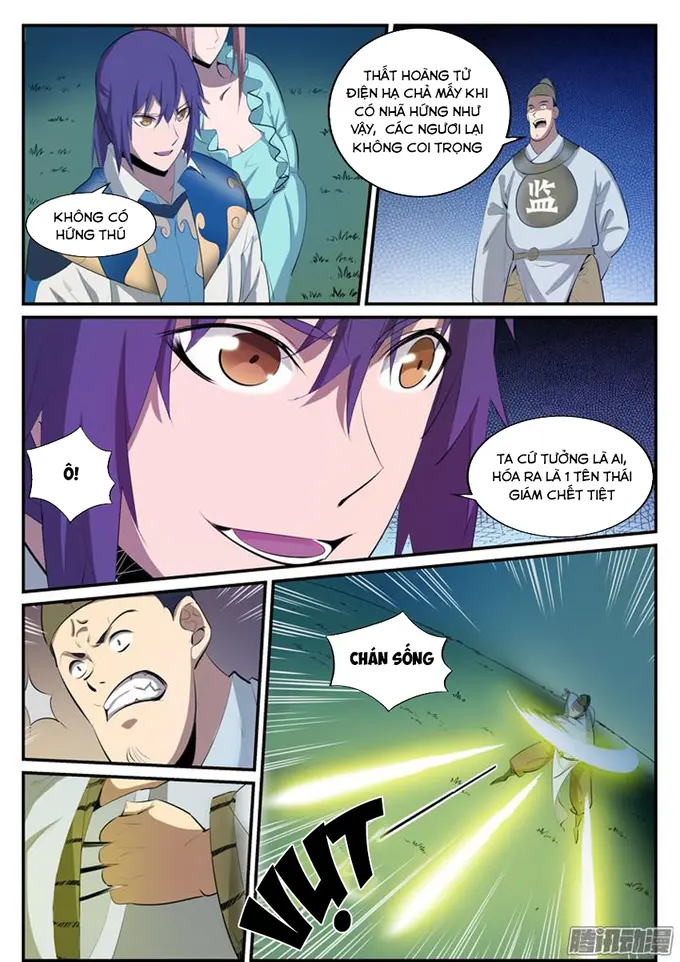 KHÔNG CÓ
HỨNG THÚ
THẤT HOÀNG TỬ
ĐIỆN HẠ CHẢ MẤY KHI
CÓ NHÃ HỨNG NHƯ
VẬY, CÁC NGƯƠI LẠI
KHÔNG COI TRỌNG
监
Ô!
TA CỨ TƯỞNG LÀ AI,
HÓA RA LÀ 1 TÊN THÁI
GIÁM CHẾT TIỆT
CHÁN SỐNG
VỤT
腾讯动漫